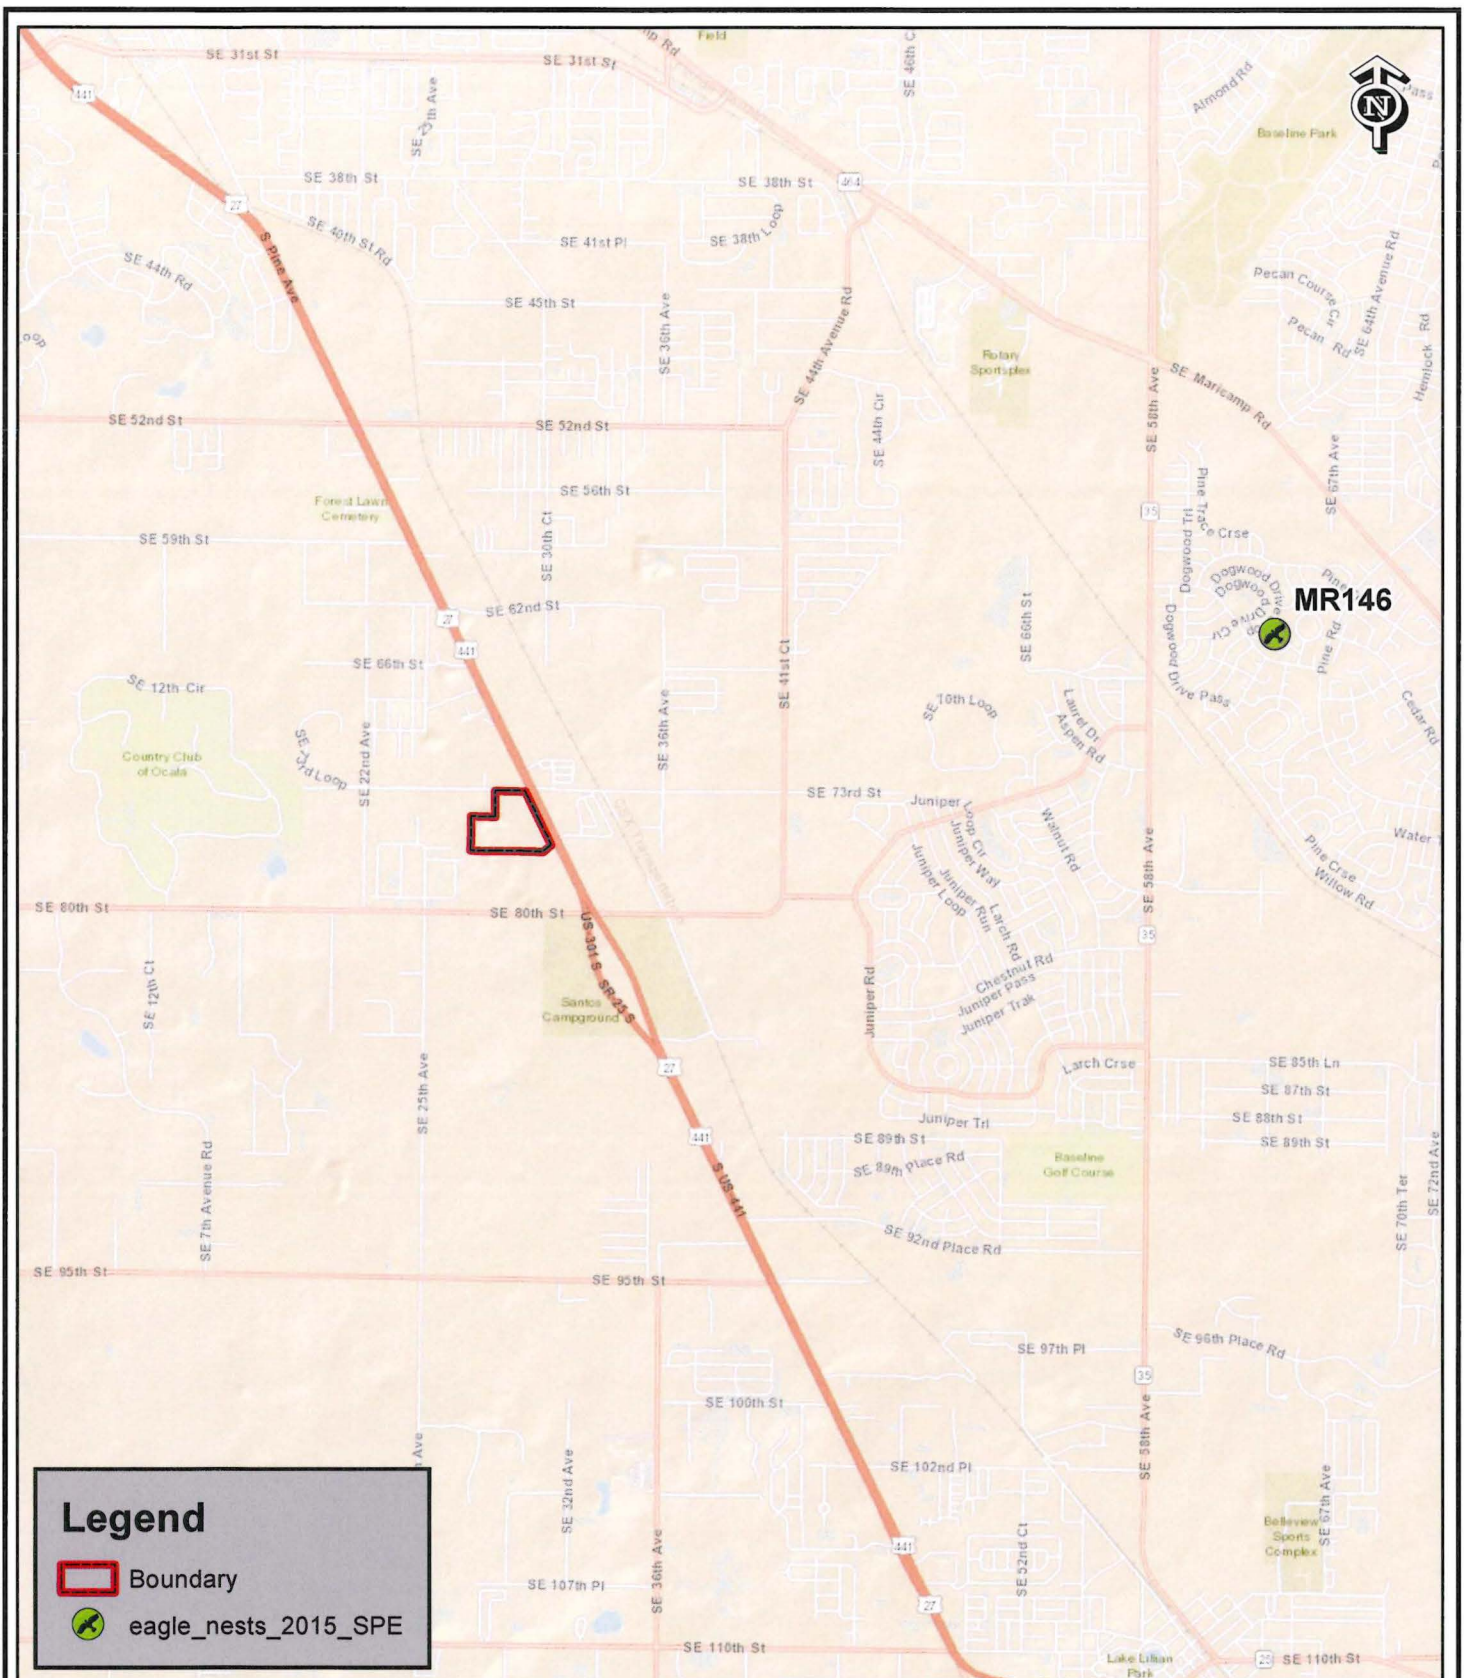 Field
SE 31st St
SE 31st St
mp Rd
SE 46th C
441
Almond Rd
Pass
N
Baseline Park
SE 38th St
SE 38th St
464
27
SE 40th St Rd
SE 41st Pl
SE 38th Loop
S Pine Ave
SE 44th Rd
SE 45th St
SE 36th Ave
SE 44th Avenue Rd
Pecan Course Cir
Pecan Rd
SE 64th Avenue Rd
Hemlock Rd
oop
Rotary
Sportsplex
SE Maricamp Rd
SE 58th Ave
SE 52nd St
SE 52nd St
SE 44th Cir
SE 67th Ave
SE 56th St
Forest Lawn
Cemetery
35
Pine Trace Crse
Dogwood Trl
SE 59th St
SE 30th Ct
Dogwood Drive
MR146
SE 62nd St
27
441
SE 66th St
SE 66th St
SE 41st Ct
Dogwood Drive Pass
Pine Rd
Cedar Rd
SE 12th Cir
SE 36th Ave
SE 10th Loop
Laurel Dr
Aspen Rd
Country Club
of Ocala
SE 73rd Loop
SE 22nd Ave
SE 73rd St
Juniper
Loop Cir
Juniper Wall
Walnut Rd
Juniper Loop
Juniper Run
Larch Rd
Pine Crse
Willow Rd
Water
SE 58th Ave
SE 80th St
SE 80th St
35
US 301 S
SR 25 S
Chestnut Rd
Juniper Pass
Juniper Trak
SE 12th Ct
Juniper Rd
Santos
Campground
27
SE 25th Ave
Larch Crse
SE 85th Ln
SE 87th St
SE 88th St
SE 89th St
Juniper Trl
441
SE 89th St
SE 89th Place Rd
Baseline
Golf Course
SE 7th Avenue Rd
S US 441
SE 70th Ter
SE 72nd Ave
SE 92nd Place Rd
SE 95th St
SE 95th St
SE 97th Pl
SE 96th Place Rd
35
SE 100th St
SE 58th Ave
Ave
SE 32nd Ave
SE 102nd Pl
SE 67th Ave
Belleview
Sports
Complex
441
SE 52nd Ct
SE 36th Ave
SE 107th Pl
27
SE 110th St
Lake Lillian
Park
25
SE 110th St
Legend
Boundary
eagle_nests_2015_SPE